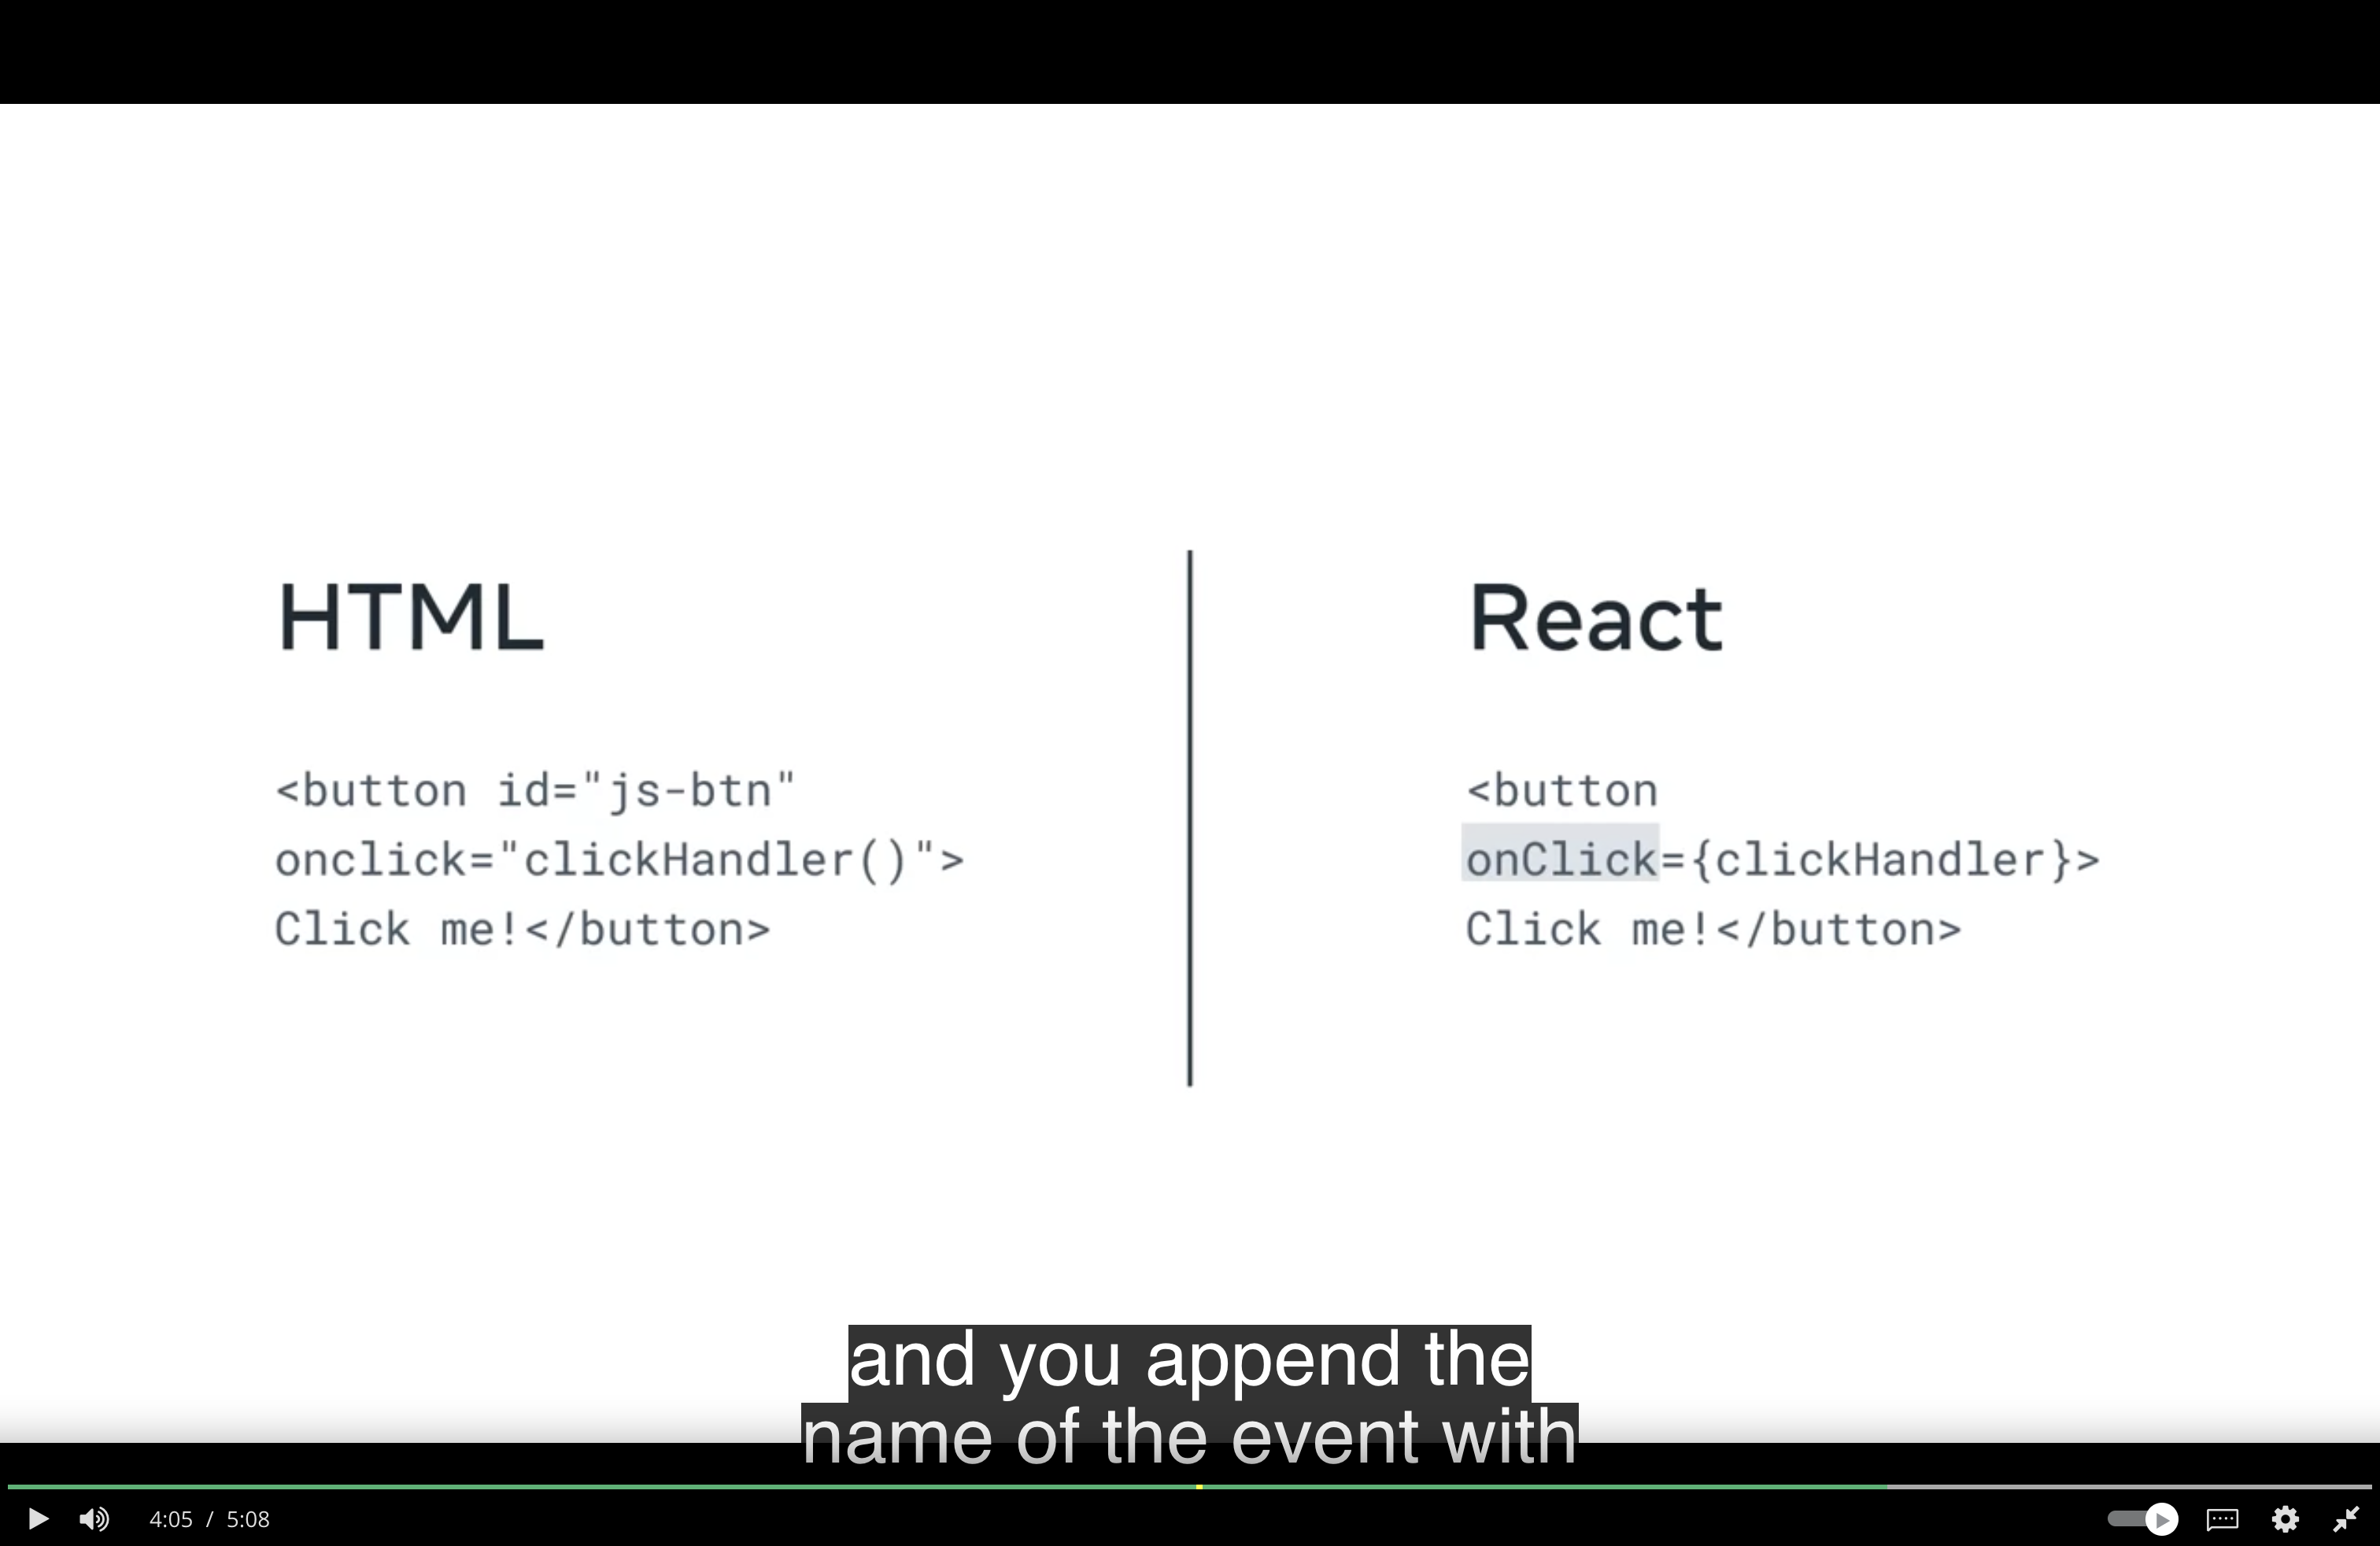 HTML
<button id="js-btn"
onclick="clickHandler()">
Click me!</button>
React
<button
onClick={clickHandler}>
Click me!</button>
and you append the
name of the event with
4:05 / 5:08